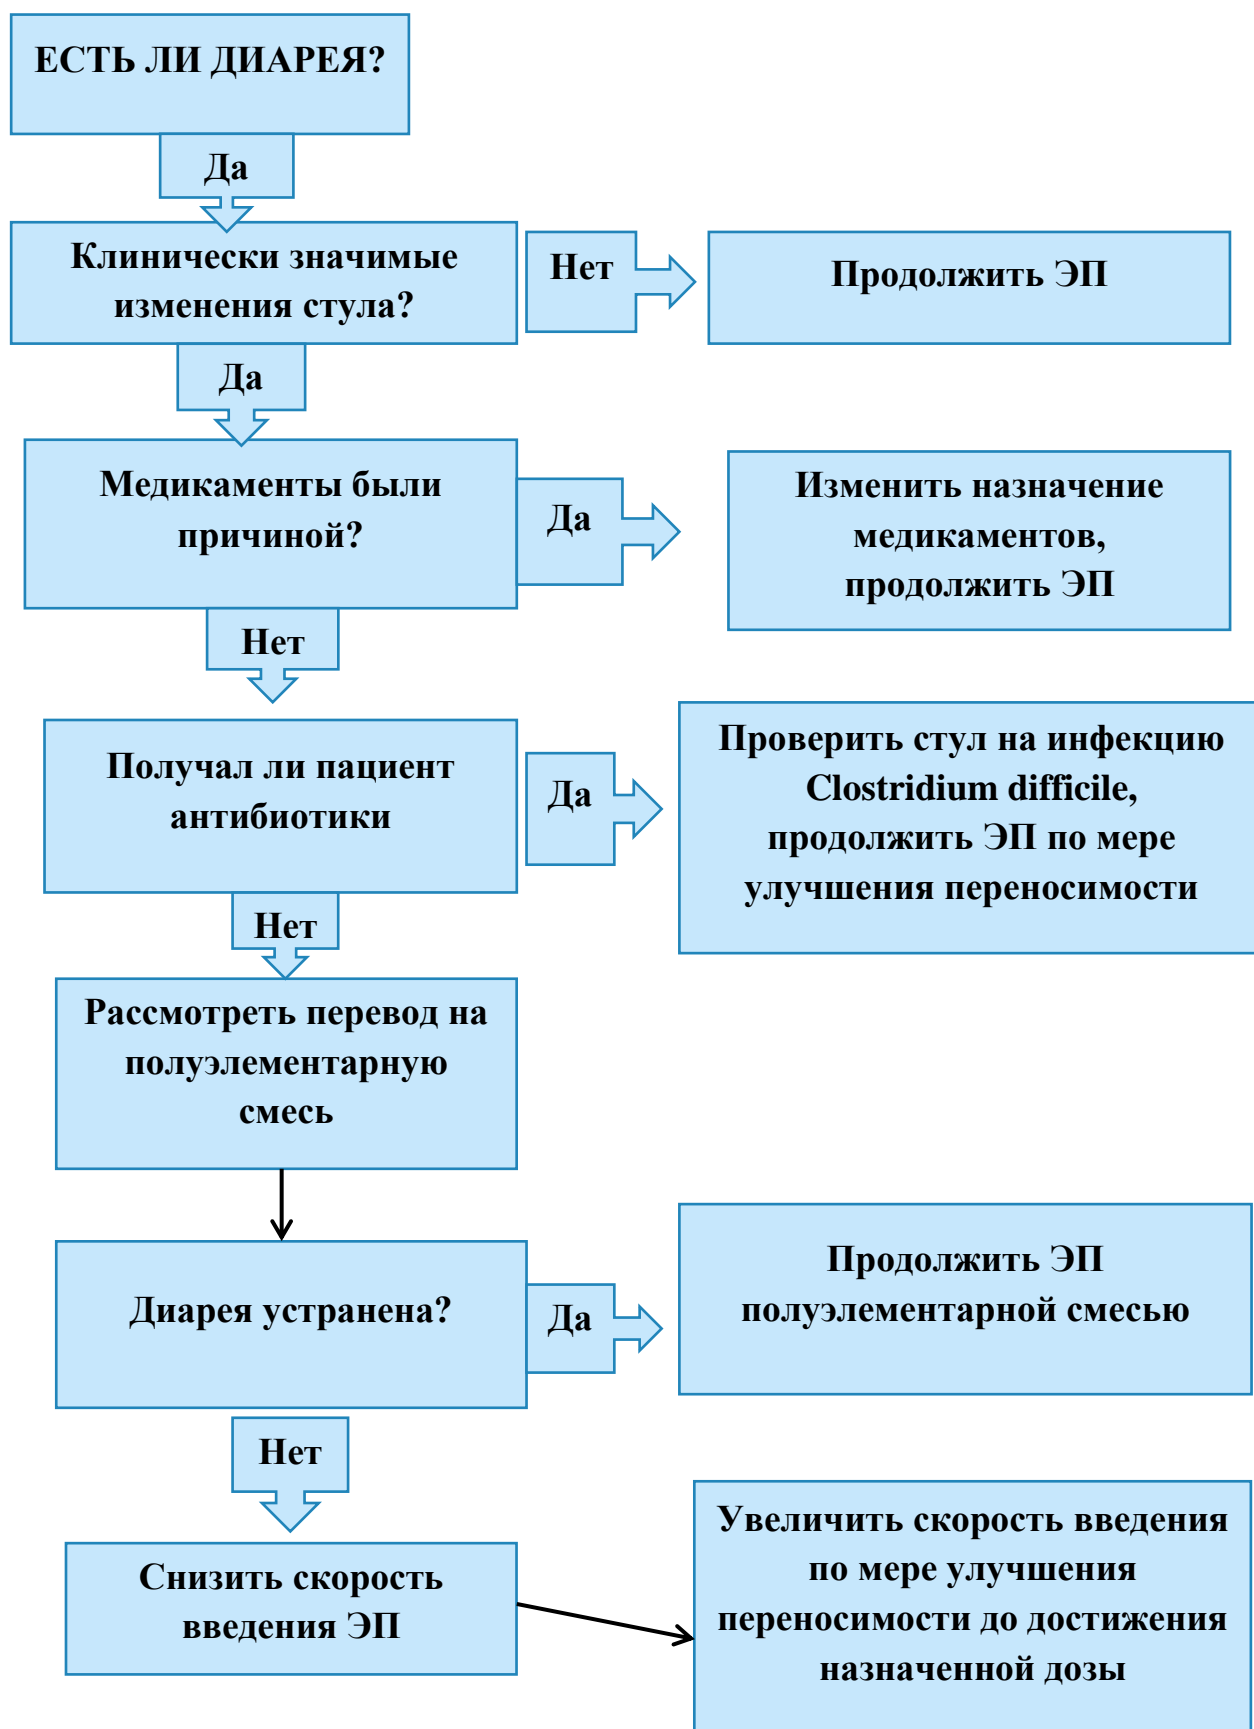 ЕСТЬ ЛИ ДИАРЕЯ?
Да
Клинически значимые
изменения стула?
Нет
Продолжить ЭП
Да
Медикаменты были
причиной?
Да
Изменить назначение
медикаментов,
продолжить ЭП
Нет
Получал ли пациент
антибиотики
Да
Проверить стул на инфекцию
Clostridium difficile,
продолжить ЭП по мере
улучшения переносимости
Нет
Рассмотреть перевод на
полуэлементарную
смесь
Диарея устранена?
Да
Продолжить ЭП
полуэлементарной смесью
Нет
Снизить скорость
введения ЭП
Увеличить скорость введения
по мере улучшения
переносимости до достижения
назначенной дозы